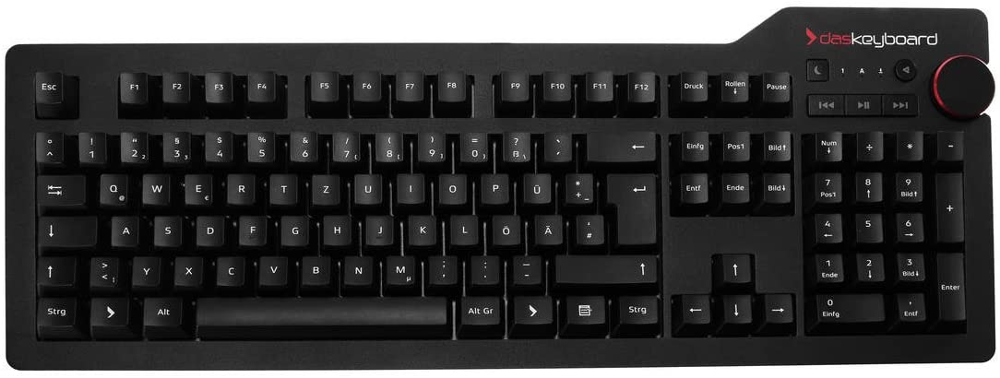 daskeyboard
Esc F1 F2 F3 F4 F5 F6 F7 F8 F9 F10 F11 F12 Druck Rollen ↓ Pause
1 A ⤓
° ^ ! 1 " 2 ² § 3 ³ $ 4 % 5 & 6 / 7 { ( 8 [ ) 9 ] = 0 } ? ß \ ` ´ ← Einfg Pos1 Bild↑ Num ↓ ÷ * -
Q @ W E € R T Z U I O P Ü * + ~ Entf Ende Bild↓ 7 Pos1 8 ↑ 9 Bild↑ +
A S D F G H J K L Ö Ä ' # 4 ← 5 6 →
↑ > < | Y X C V B N M µ ; , : . _ - ↑ ↑ 1 Ende 2 ↓ 3 Bild↓ Enter
Strg Alt Alt Gr Strg ← ↓ → 0 Einfg , Entf